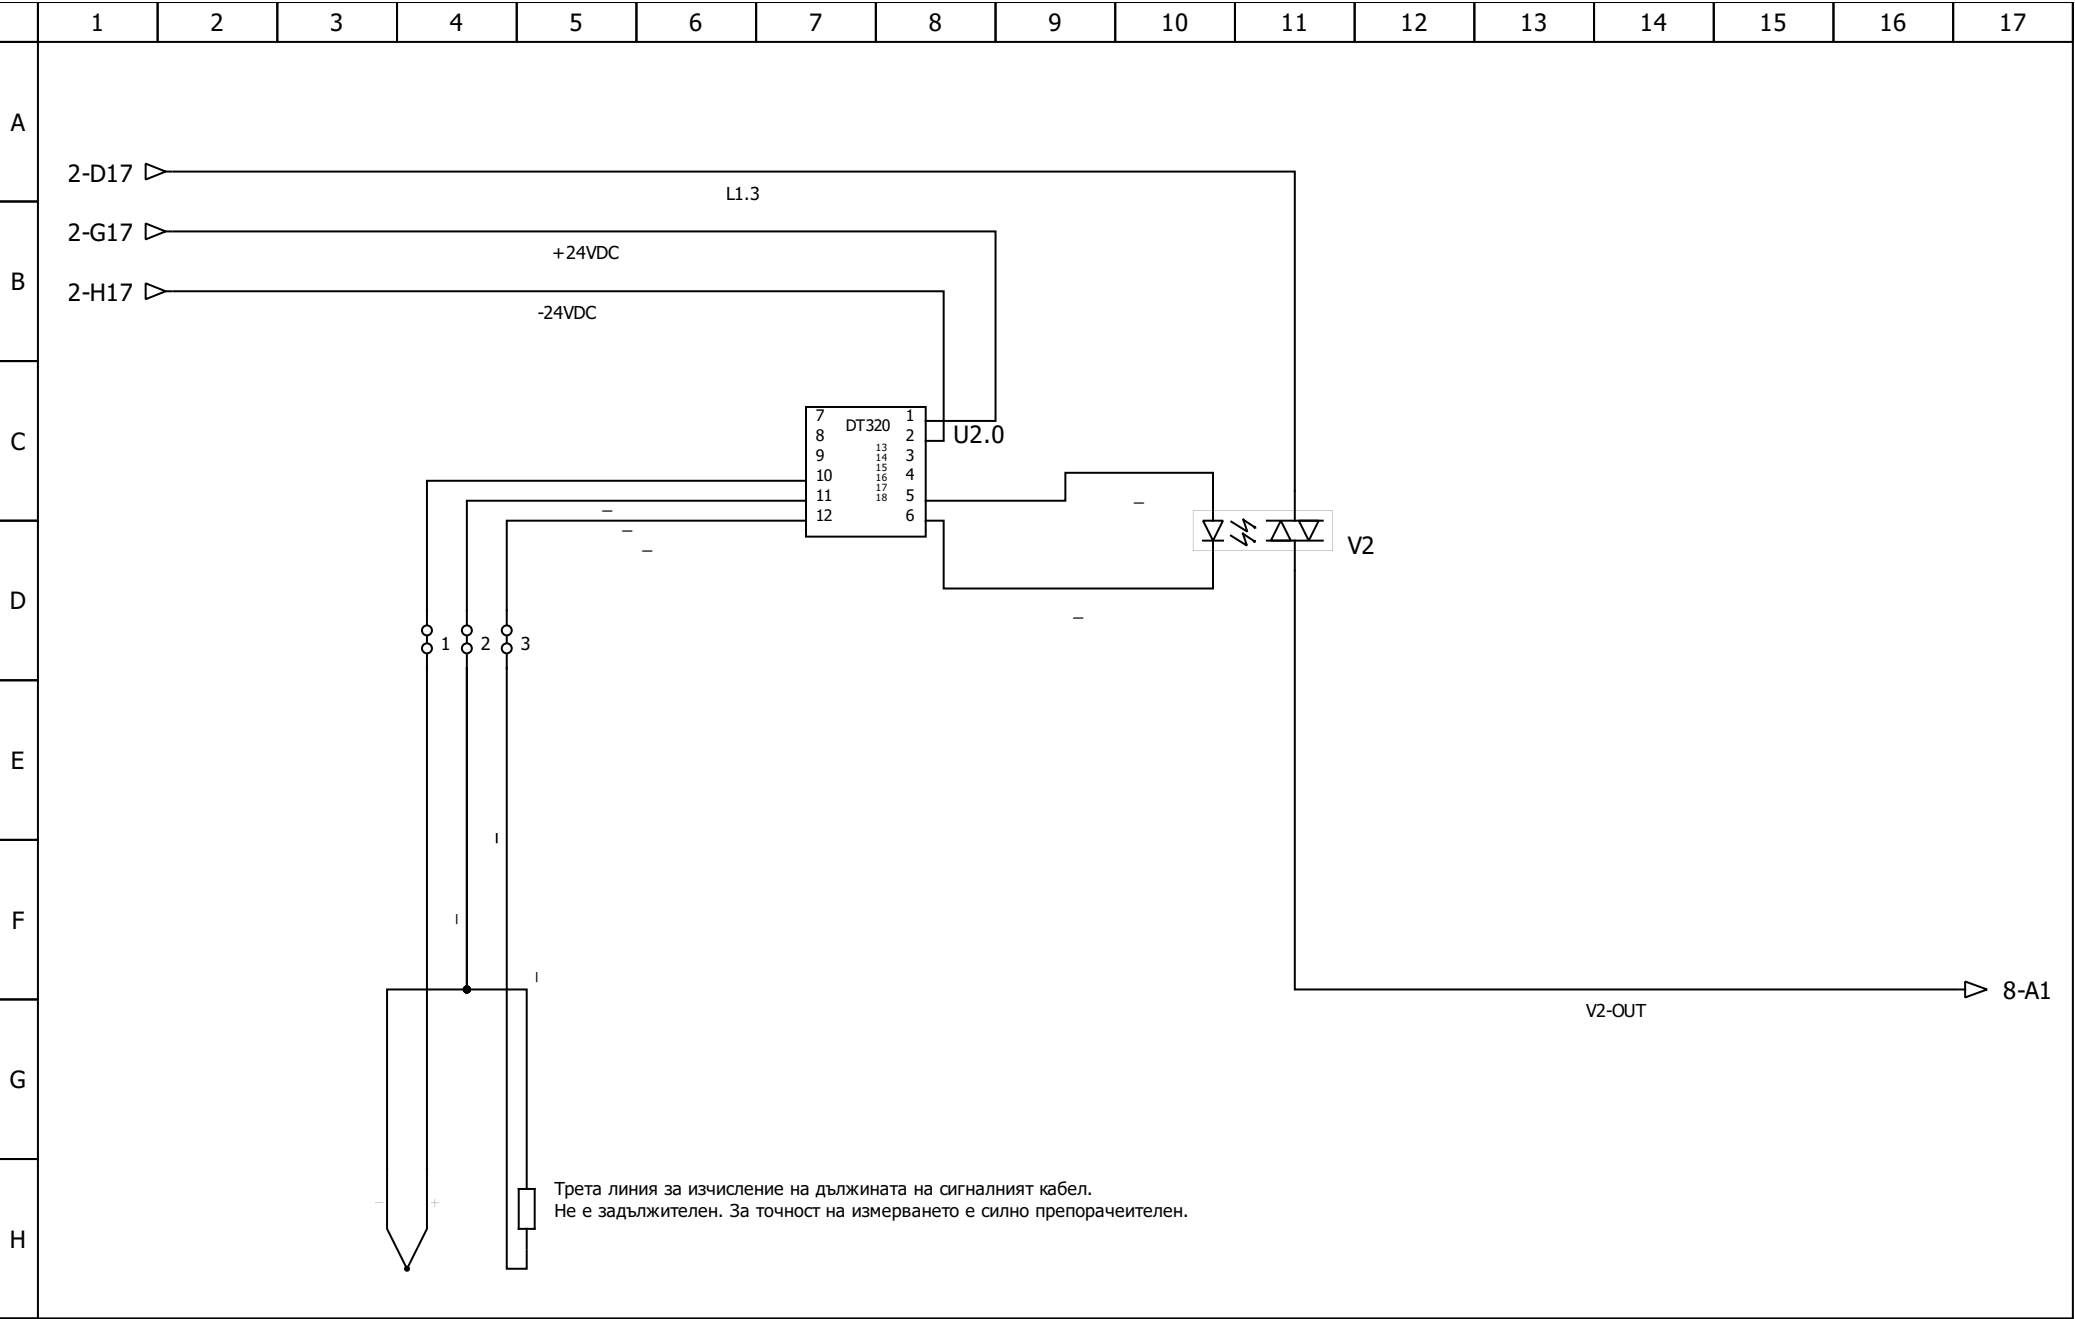 1 2 3 4 5 6 7 8 9 10 11 12 13 14 15 16 17
A
2-D17
L1.3
2-G17
+24VDC
B
2-H17
-24VDC
C
7 DT320 1
8 2 U2.0
13
9 14 3
15
10 16 4
17
11 18 5
12 6
V2
D
1 2 3
E
F
8-A1
V2-OUT
G
Трета линия за изчисление на дължината на сигналният кабел.
- +
Не е задължителен. За точност на измерването е силно препорачеителен.
H